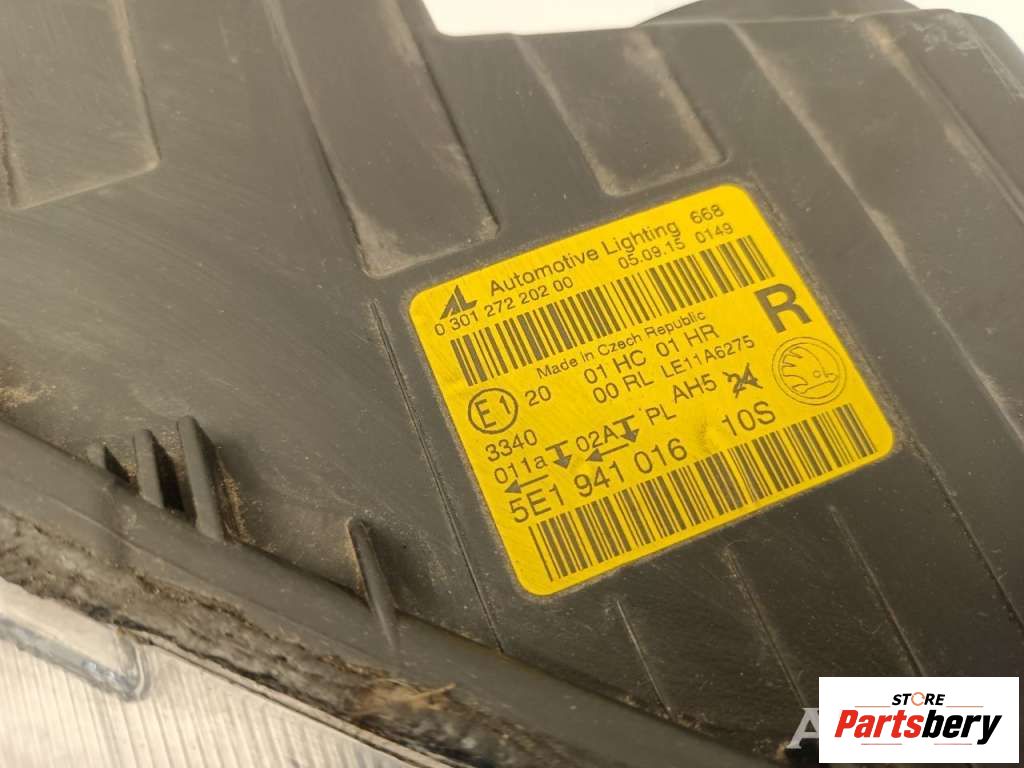 AL Automotive Lighting 668
0 301 272 202 00 05.09.15 0149
Made in Czech Republic
R
E1 20 01 HC 01 HR
00 RL LE11A6275
3340 PL AH5
011a 02A
5E1 941 016 10S
STORE
Partsbery